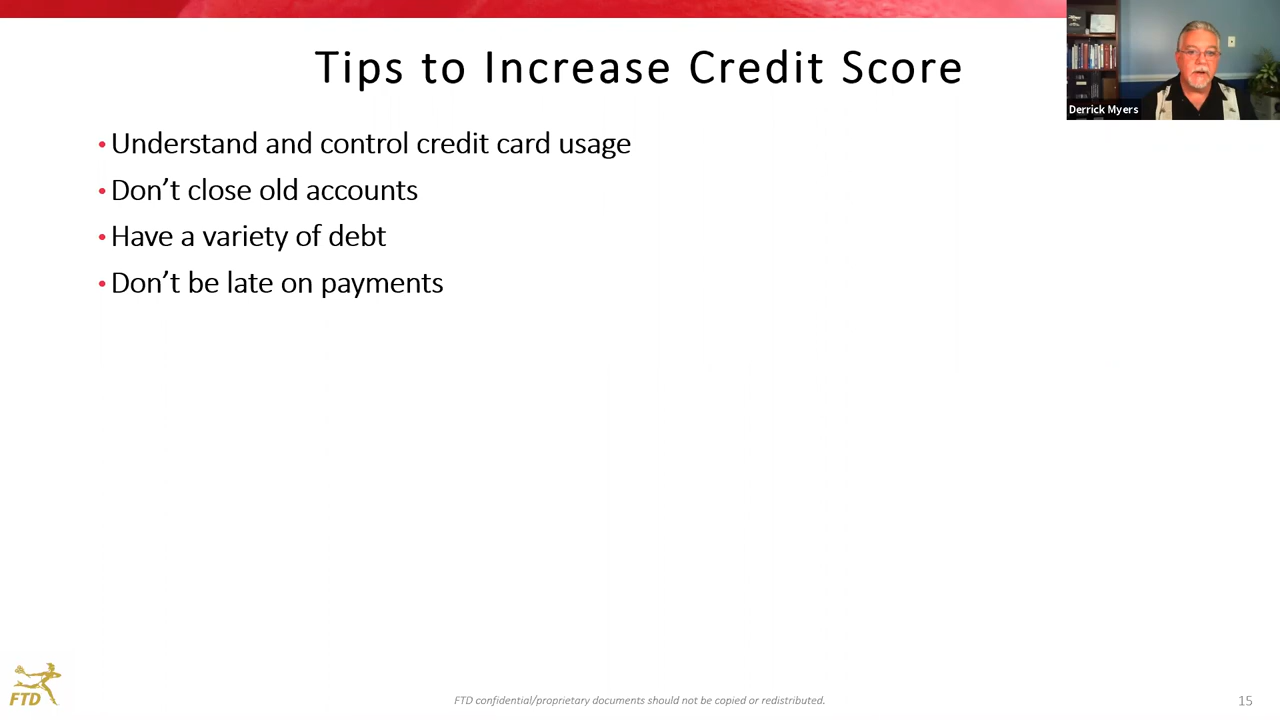 Tips to Increase Credit Score
Derrick Myers
• Understand and control credit card usage
• Don’t close old accounts
• Have a variety of debt
• Don’t be late on payments
FTD
FTD confidential/proprietary documents should not be copied or redistributed.
15